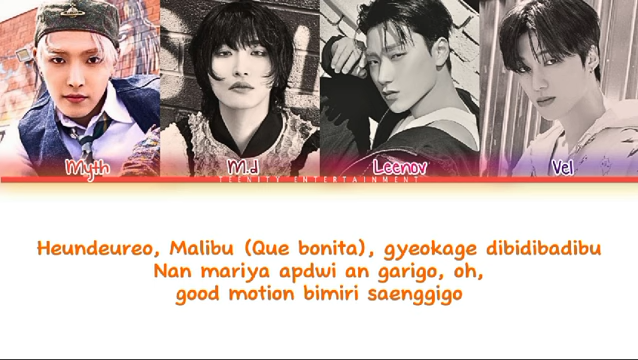 Myth
M.d
Leenov
Vel
TEENITY ENTERTAINMENT
Heundeureo, Malibu (Que bonita), gyeokage dibidibadibu
Nan mariya apdwi an garigo, oh,
good motion bimiri saenggigo